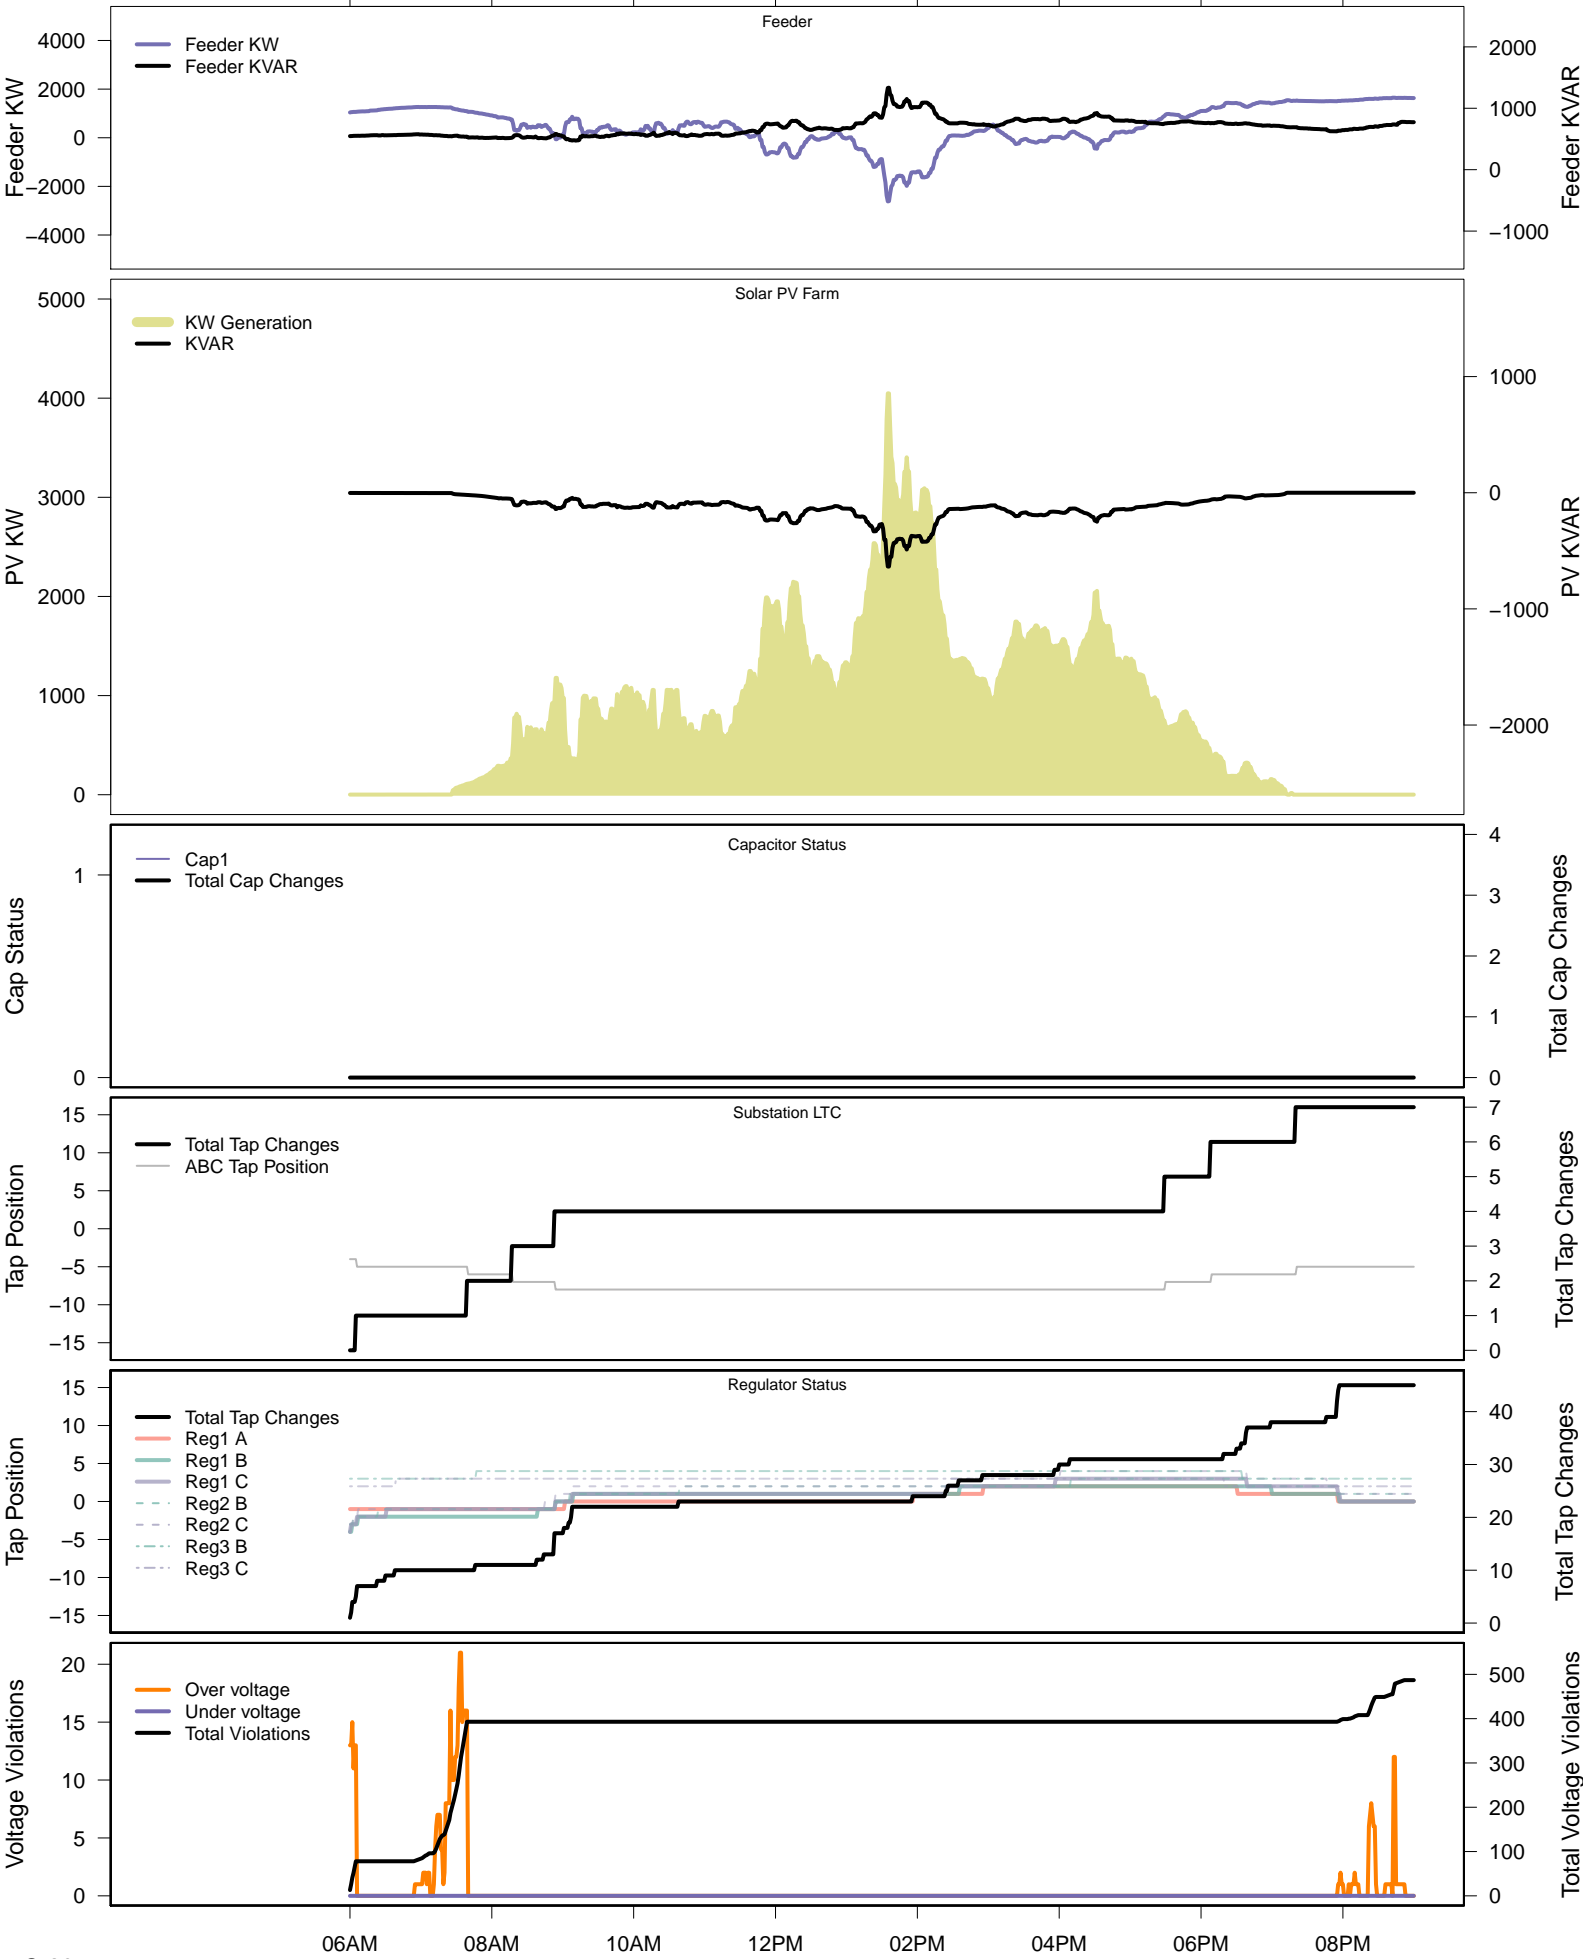 Feeder
Feeder KW
Feeder KVAR
4000
2000
0
−2000
−4000
Feeder KW
2000
1000
0
−1000
Feeder KVAR
Solar PV Farm
KW Generation
KVAR
5000
4000
3000
2000
1000
0
PV KW
1000
0
−1000
−2000
PV KVAR
Capacitor Status
Cap1
Total Cap Changes
1
0
Cap Status
4
3
2
1
0
Total Cap Changes
Substation LTC
Total Tap Changes
ABC Tap Position
15
10
5
0
−5
−10
−15
Tap Position
7
6
5
4
3
2
1
0
Total Tap Changes
Regulator Status
Total Tap Changes
Reg1 A
Reg1 B
Reg1 C
Reg2 B
Reg2 C
Reg3 B
Reg3 C
15
10
5
0
−5
−10
−15
Tap Position
40
30
20
10
0
Total Tap Changes
Over voltage
Under voltage
Total Violations
20
15
10
5
0
Voltage Violations
500
400
300
200
100
0
Total Voltage Violations
06AM 08AM 10AM 12PM 02PM 04PM 06PM 08PM